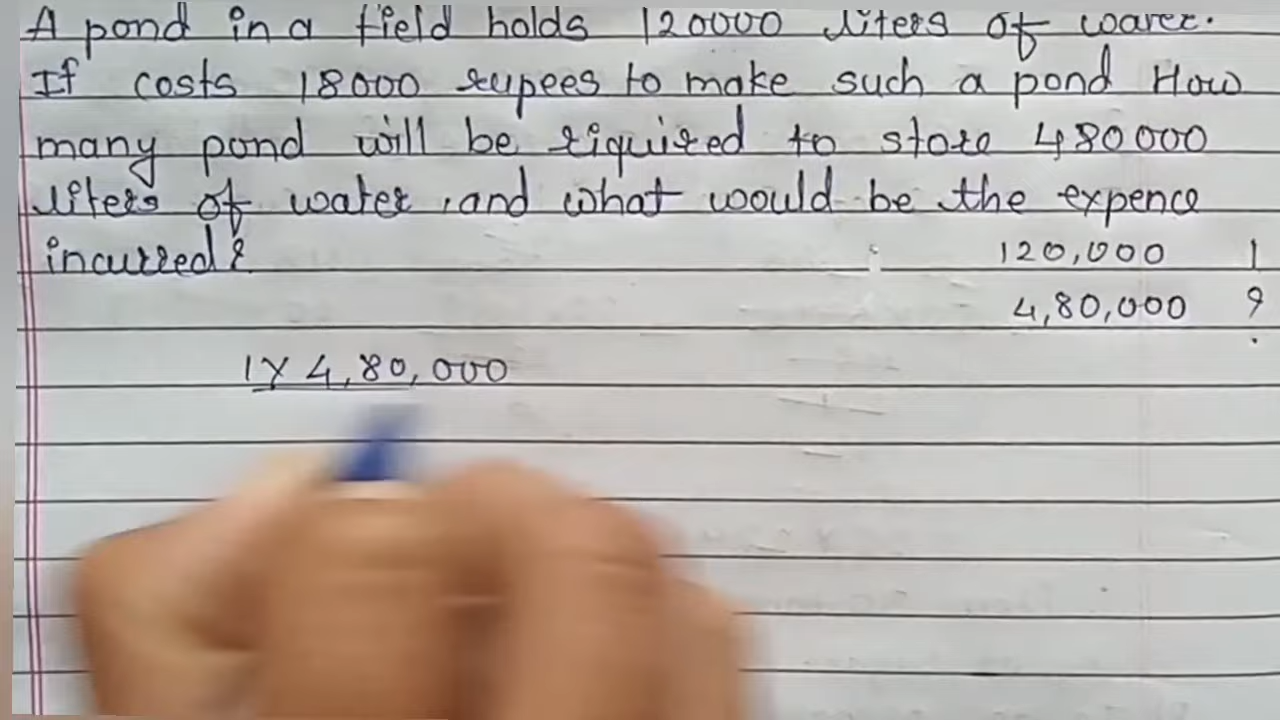 A pond in a field holds 120000 liters of water.
If costs 18000 rupees to make such a pond How
many pond will be riquired to store 480000
liters of water, and what would be the expence
incurred?
120,000 1
4,80,000 ?
1 X 4,80,000